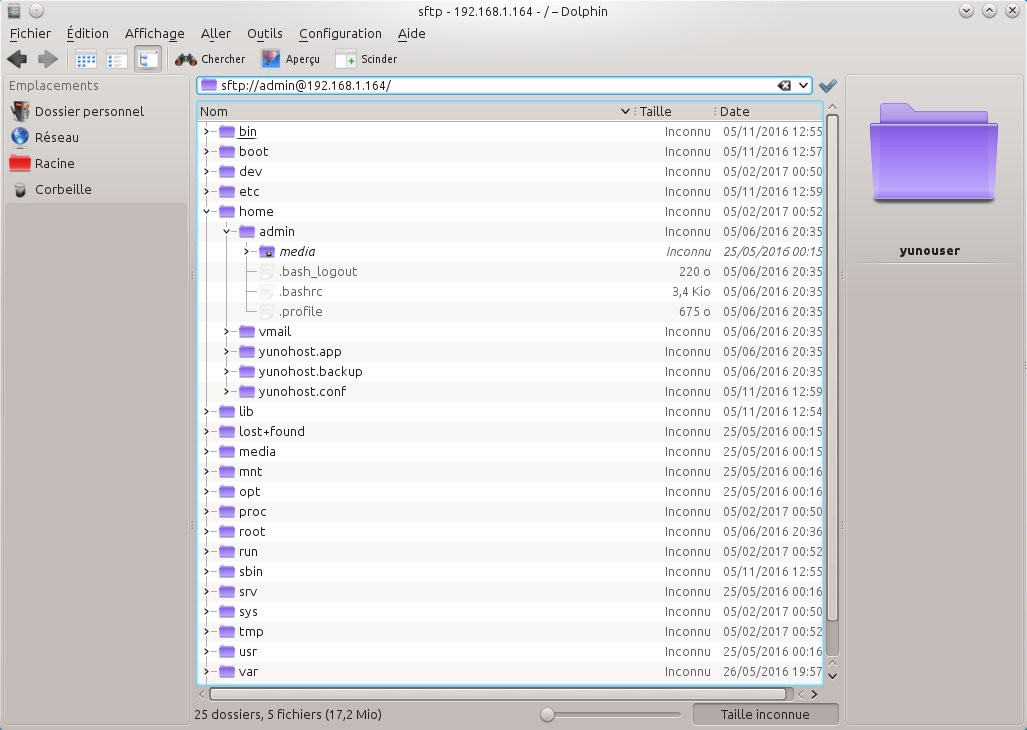 sftp - 192.168.1.164 - / – Dolphin
Fichier Édition Affichage Aller Outils Configuration Aide
Chercher Aperçu Scinder
Emplacements
Dossier personnel
Réseau
Racine
Corbeille
sftp://admin@192.168.1.164/
Nom Taille Date
bin Inconnu 05/11/2016 12:55
boot Inconnu 05/11/2016 12:57
dev Inconnu 05/02/2017 00:50
etc Inconnu 05/11/2016 12:59
home Inconnu 05/02/2017 00:52
admin Inconnu 05/06/2016 20:35
media Inconnu 25/05/2016 00:15
.bash_logout 220 o 05/06/2016 20:35
.bashrc 3,4 Kio 05/06/2016 20:35
.profile 675 o 05/06/2016 20:35
vmail Inconnu 05/06/2016 20:35
yunohost.app Inconnu 05/06/2016 20:35
yunohost.backup Inconnu 05/06/2016 20:35
yunohost.conf Inconnu 05/11/2016 12:59
lib Inconnu 05/11/2016 12:54
lost+found Inconnu 25/05/2016 00:15
media Inconnu 25/05/2016 00:15
mnt Inconnu 25/05/2016 00:16
opt Inconnu 25/05/2016 00:16
proc Inconnu 05/02/2017 00:50
root Inconnu 05/06/2016 20:36
run Inconnu 05/02/2017 00:52
sbin Inconnu 05/11/2016 12:55
srv Inconnu 25/05/2016 00:16
sys Inconnu 05/02/2017 00:50
tmp Inconnu 05/02/2017 00:52
usr Inconnu 25/05/2016 00:16
var Inconnu 26/05/2016 19:57
25 dossiers, 5 fichiers (17,2 Mio)
Taille inconnue
yunouser